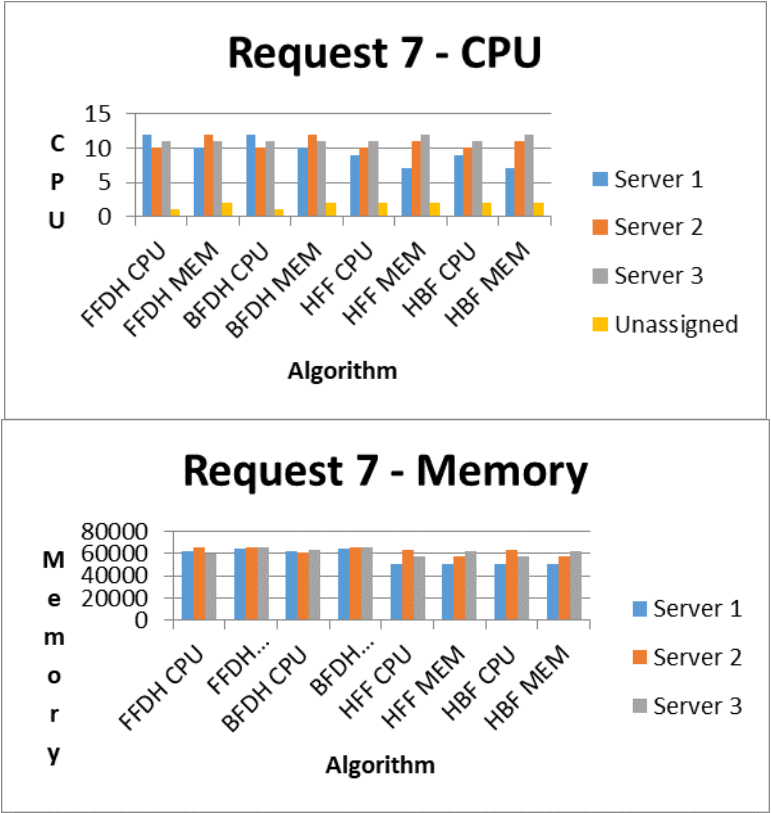 Request 7 - CPU
15
10
5
0
C
P
U
FFDH CPU
FFDH MEM
BFDH CPU
BFDH MEM
HFF CPU
HFF MEM
HBF CPU
HBF MEM
Algorithm
Server 1
Server 2
Server 3
Unassigned
Request 7 - Memory
80000
60000
40000
20000
0
M
e
m
o
r
y
FFDH CPU
FFDH...
BFDH CPU
BFDH...
HFF CPU
HFF MEM
HBF CPU
HBF MEM
Algorithm
Server 1
Server 2
Server 3